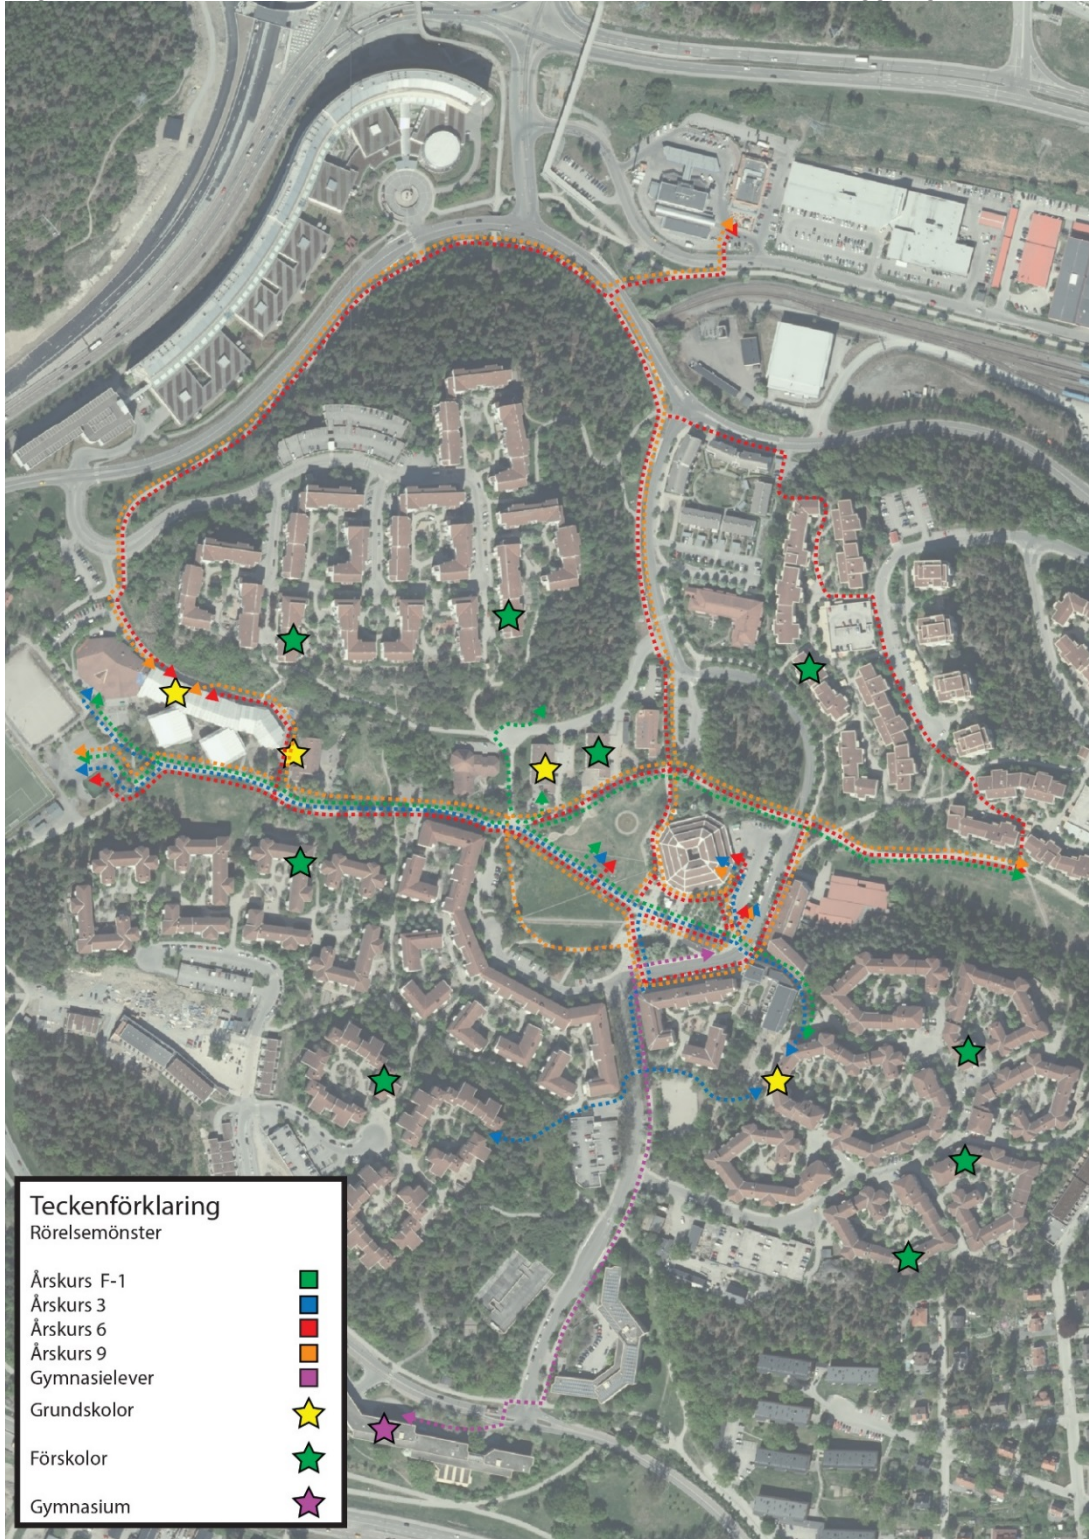 Teckenförklaring
Rörelsemönster
Årskurs F-1
Årskurs 3
Årskurs 6
Årskurs 9
Gymnasielever
Grundskolor
Förskolor
Gymnasium